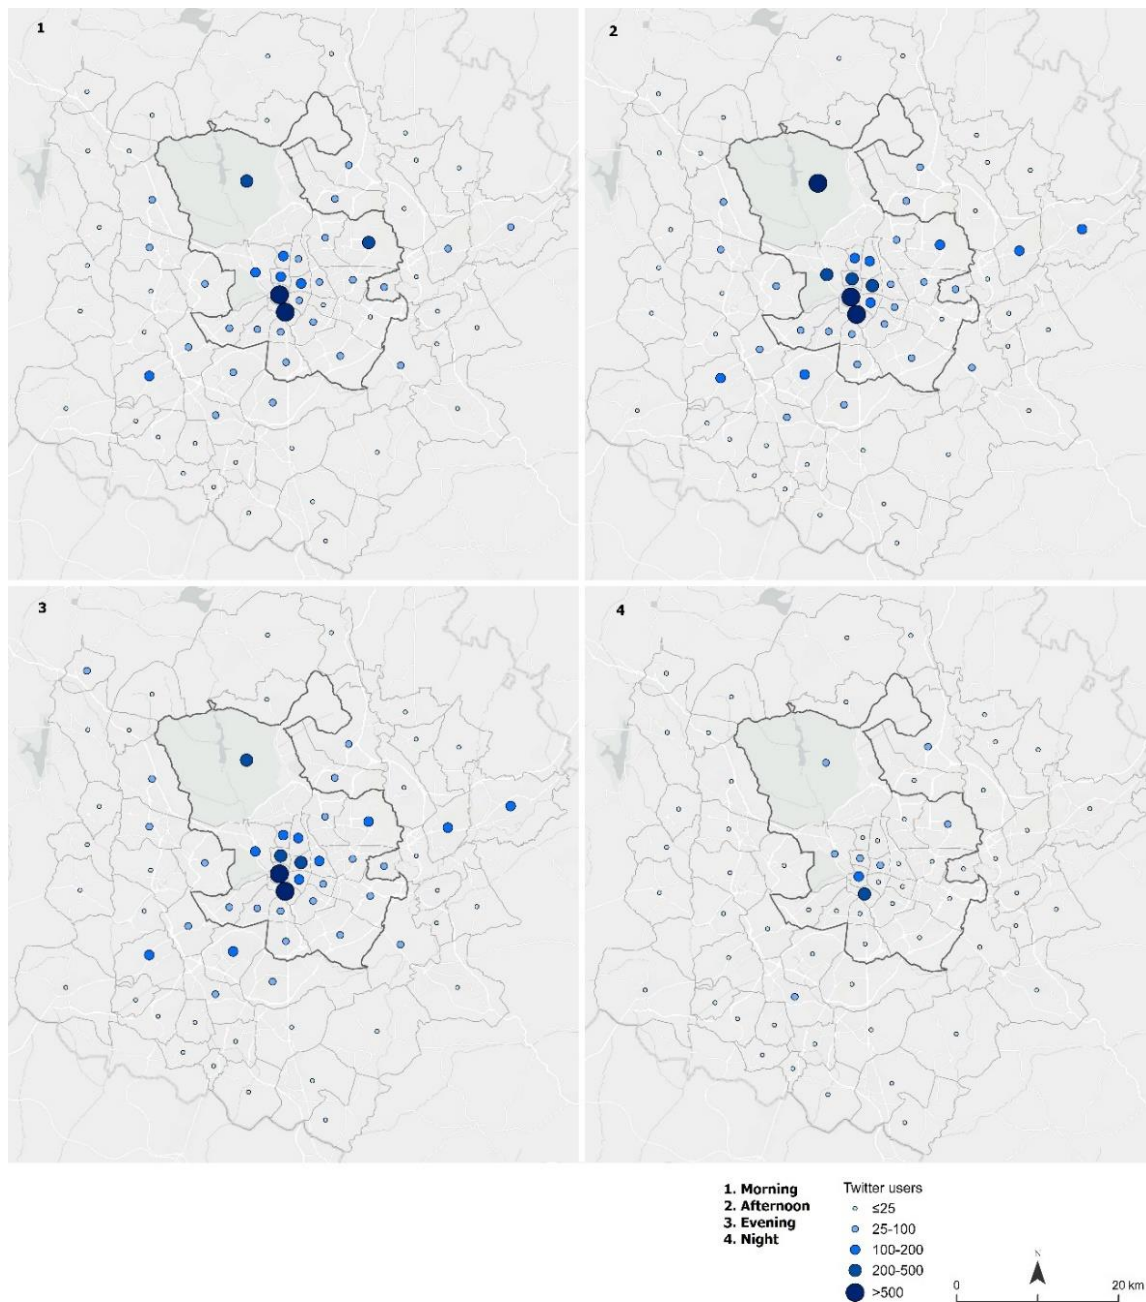 1
2
3
4
1. Morning
2. Afternoon
3. Evening
4. Night
Twitter users
≤25
25-100
100-200
200-500
>500
N
0 20 km